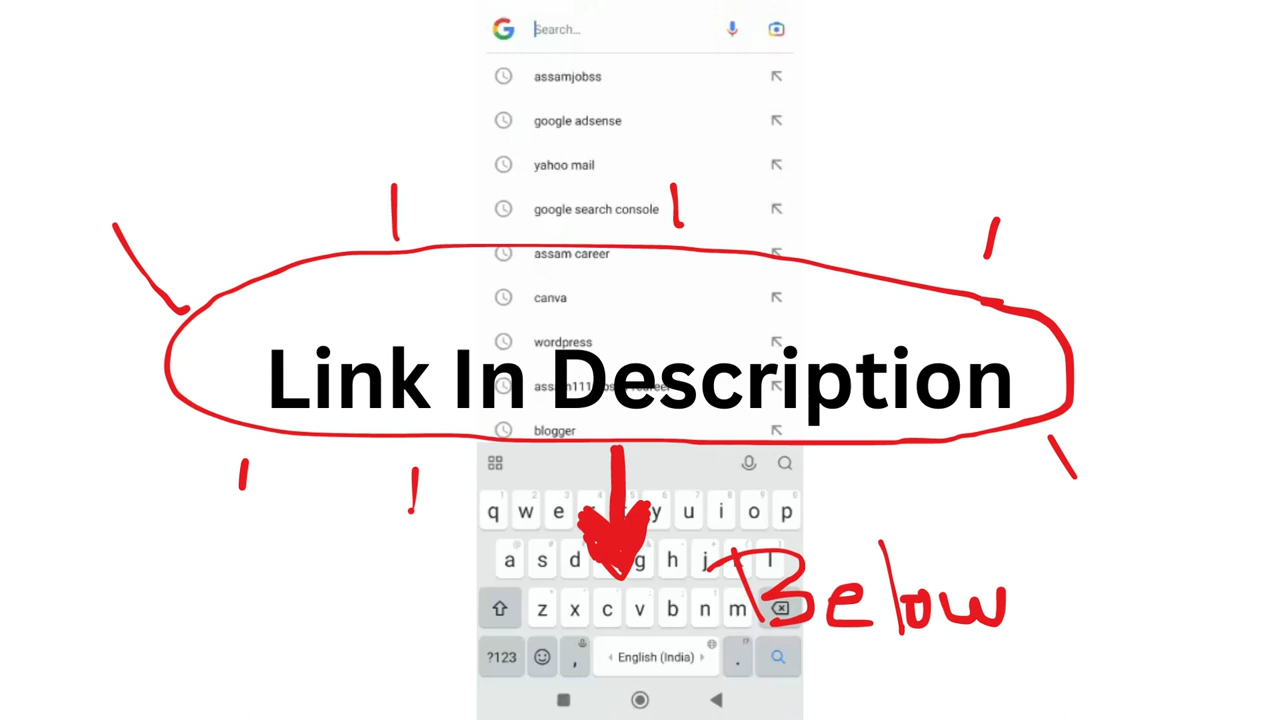 Search...
assamjobss
google adsense
yahoo mail
google search console
assam career
canva
wordpress
Link In Description
blogger
q w e y u i o p
a s d g h j l
z x c v b n m
Below
?123 , English (India) .